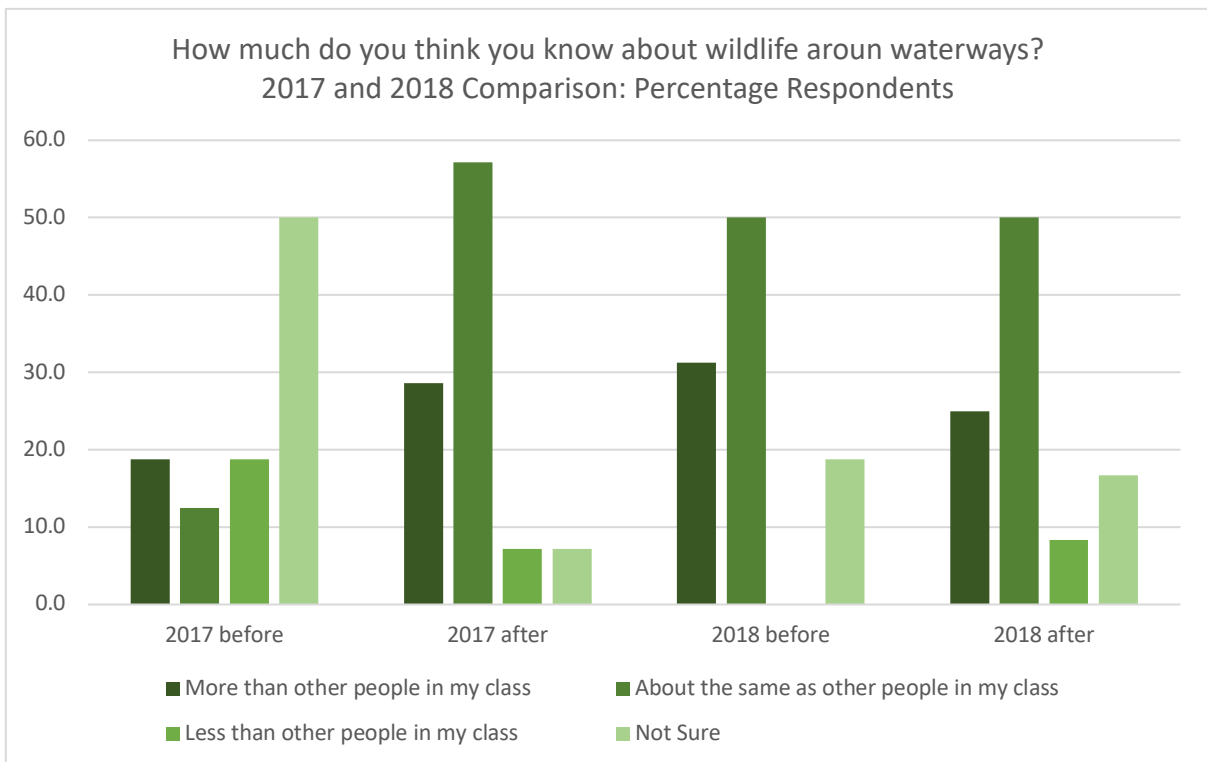 How much do you think you know about wildlife aroun waterways?
2017 and 2018 Comparison: Percentage Respondents
60.0
50.0
40.0
30.0
20.0
10.0
0.0
2017 before
2017 after
2018 before
2018 after
More than other people in my class
About the same as other people in my class
Less than other people in my class
Not Sure